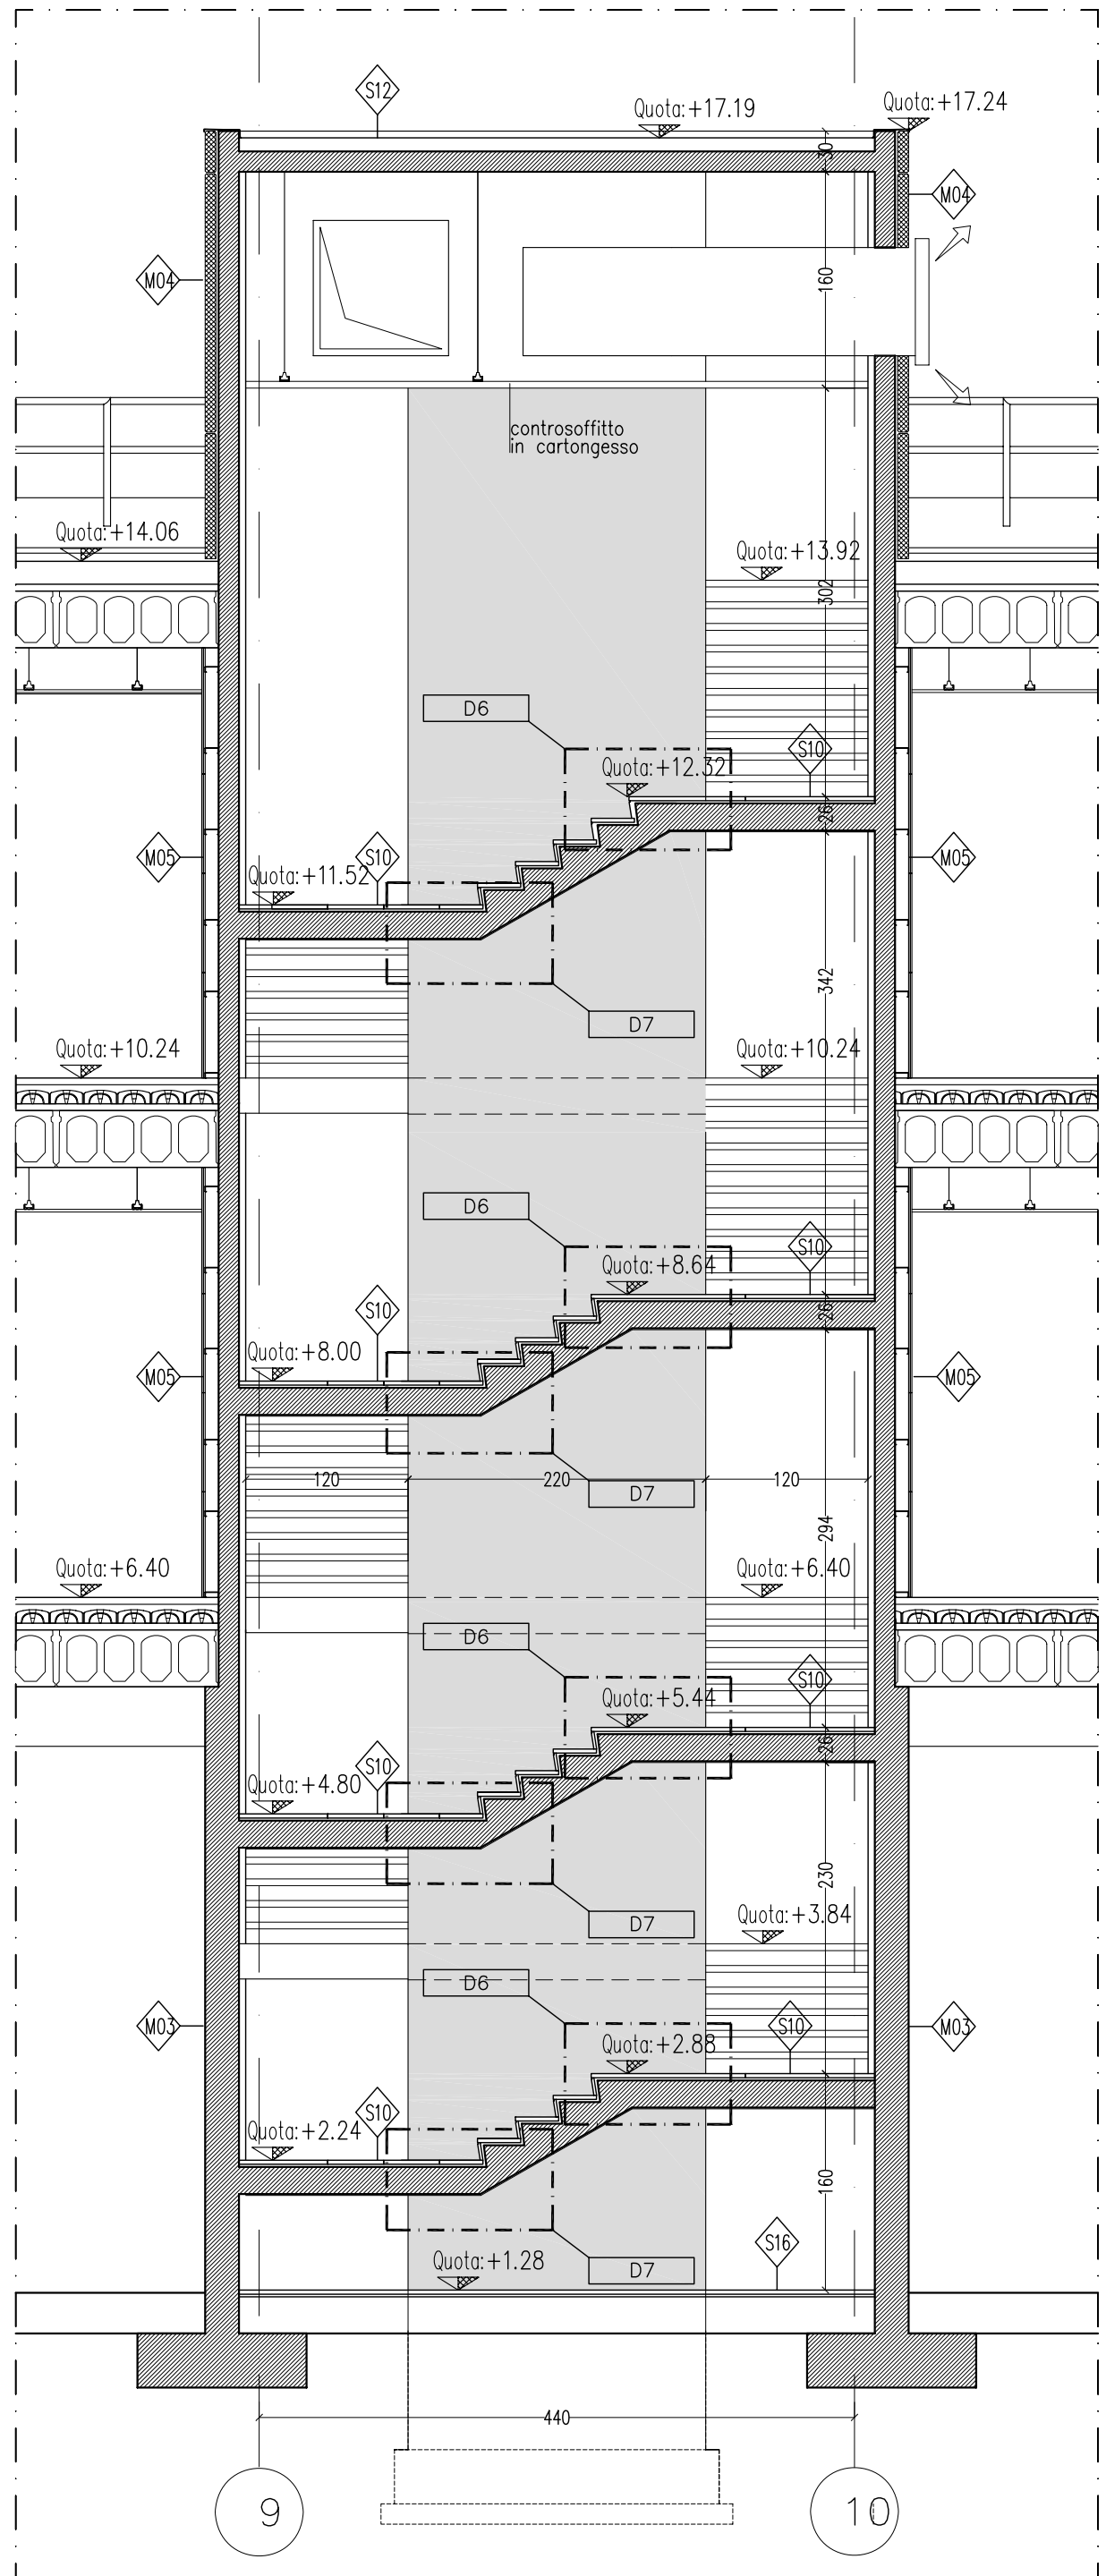 S12
Quota:+17.19
Quota:+17.24
30
M04
M04
160
controsoffitto
in cartongesso
Quota:+14.06
Quota:+13.92
302
D6
S10
Quota:+12.32
26
M05
S10
M05
Quota:+11.52
342
D7
Quota:+10.24
Quota:+10.24
D6
S10
Quota:+8.64
S10
26
Quota:+8.00
M05
M05
120
220
120
D7
294
Quota:+6.40
Quota:+6.40
D6
S10
Quota:+5.44
26
S10
Quota:+4.80
230
D7
Quota:+3.84
D6
M03
S10
M03
Quota:+2.88
S10
Quota:+2.24
160
S16
Quota:+1.28
D7
440
9
10